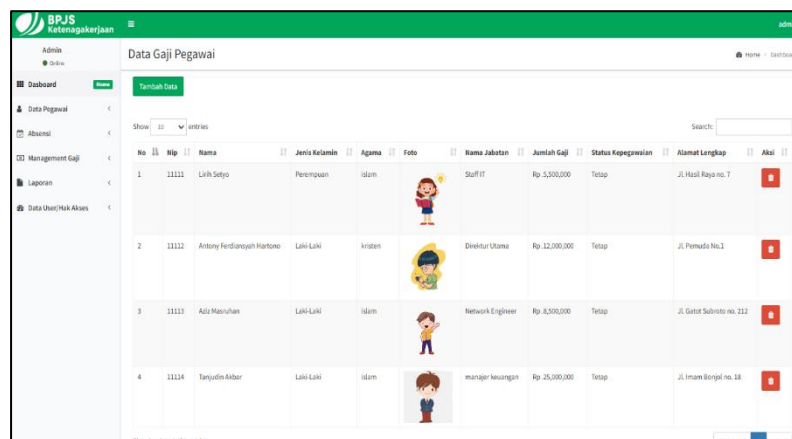 BPJS
Ketenagakerjaan
adm
Admin
Online
Data Gaji Pegawai
Home
Dasboard Home
Tambah Data
Data Pegawai
Absensi
Show 10 entries
Search:
Management Gaji
No Nip Nama Jenis Kelamin Agama Foto Nama Jabatan Jumlah Gaji Status Kepegawaian Alamat Lengkap Aksi
Laporan
Data User/Hak Akses
1 11111 Lirih Setyo Perempuan islam Staff IT Rp .5,500,000 Tetap Jl. Hasil Raya no. 7
2 11112 Antony Ferdiansyah Hartono Laki-Laki kristen Direktur Utama Rp .12,000,000 Tetap Jl. Pemuda No.1
3 11113 Aziz Masruhan Laki-Laki islam Network Engineer Rp .8,500,000 Tetap Jl. Gatot Subroto no. 212
4 11114 Tanjudin Akbar Laki-Laki islam manajer keuangan Rp .25,000,000 Tetap Jl. Imam Bonjol no. 18